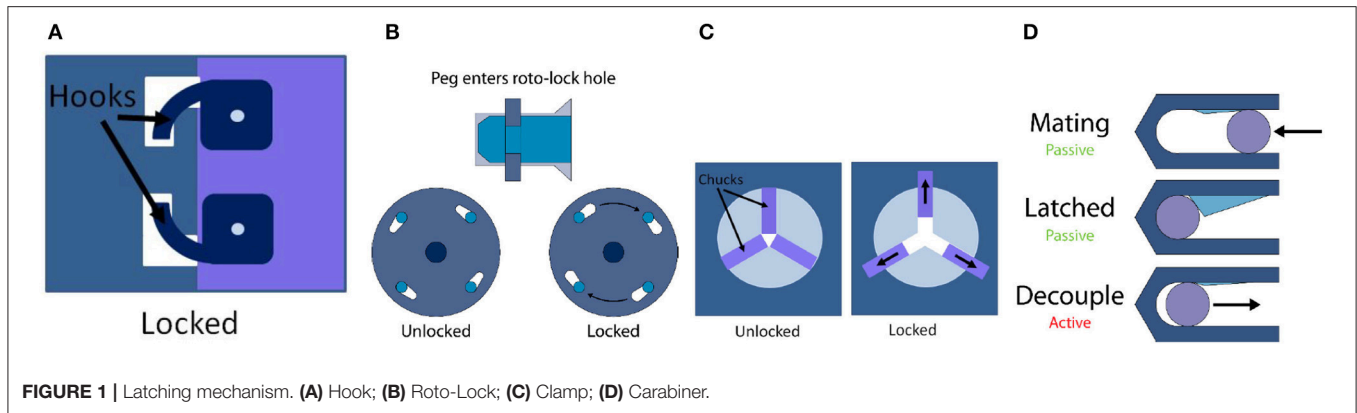 A
Hooks
Locked
B
Peg enters roto-lock hole
Unlocked
Locked
C
Chucks
Unlocked
Locked
D
Mating
Passive
Latched
Passive
Decouple
Active
FIGURE 1 | Latching mechanism. (A) Hook; (B) Roto-Lock; (C) Clamp; (D) Carabiner.